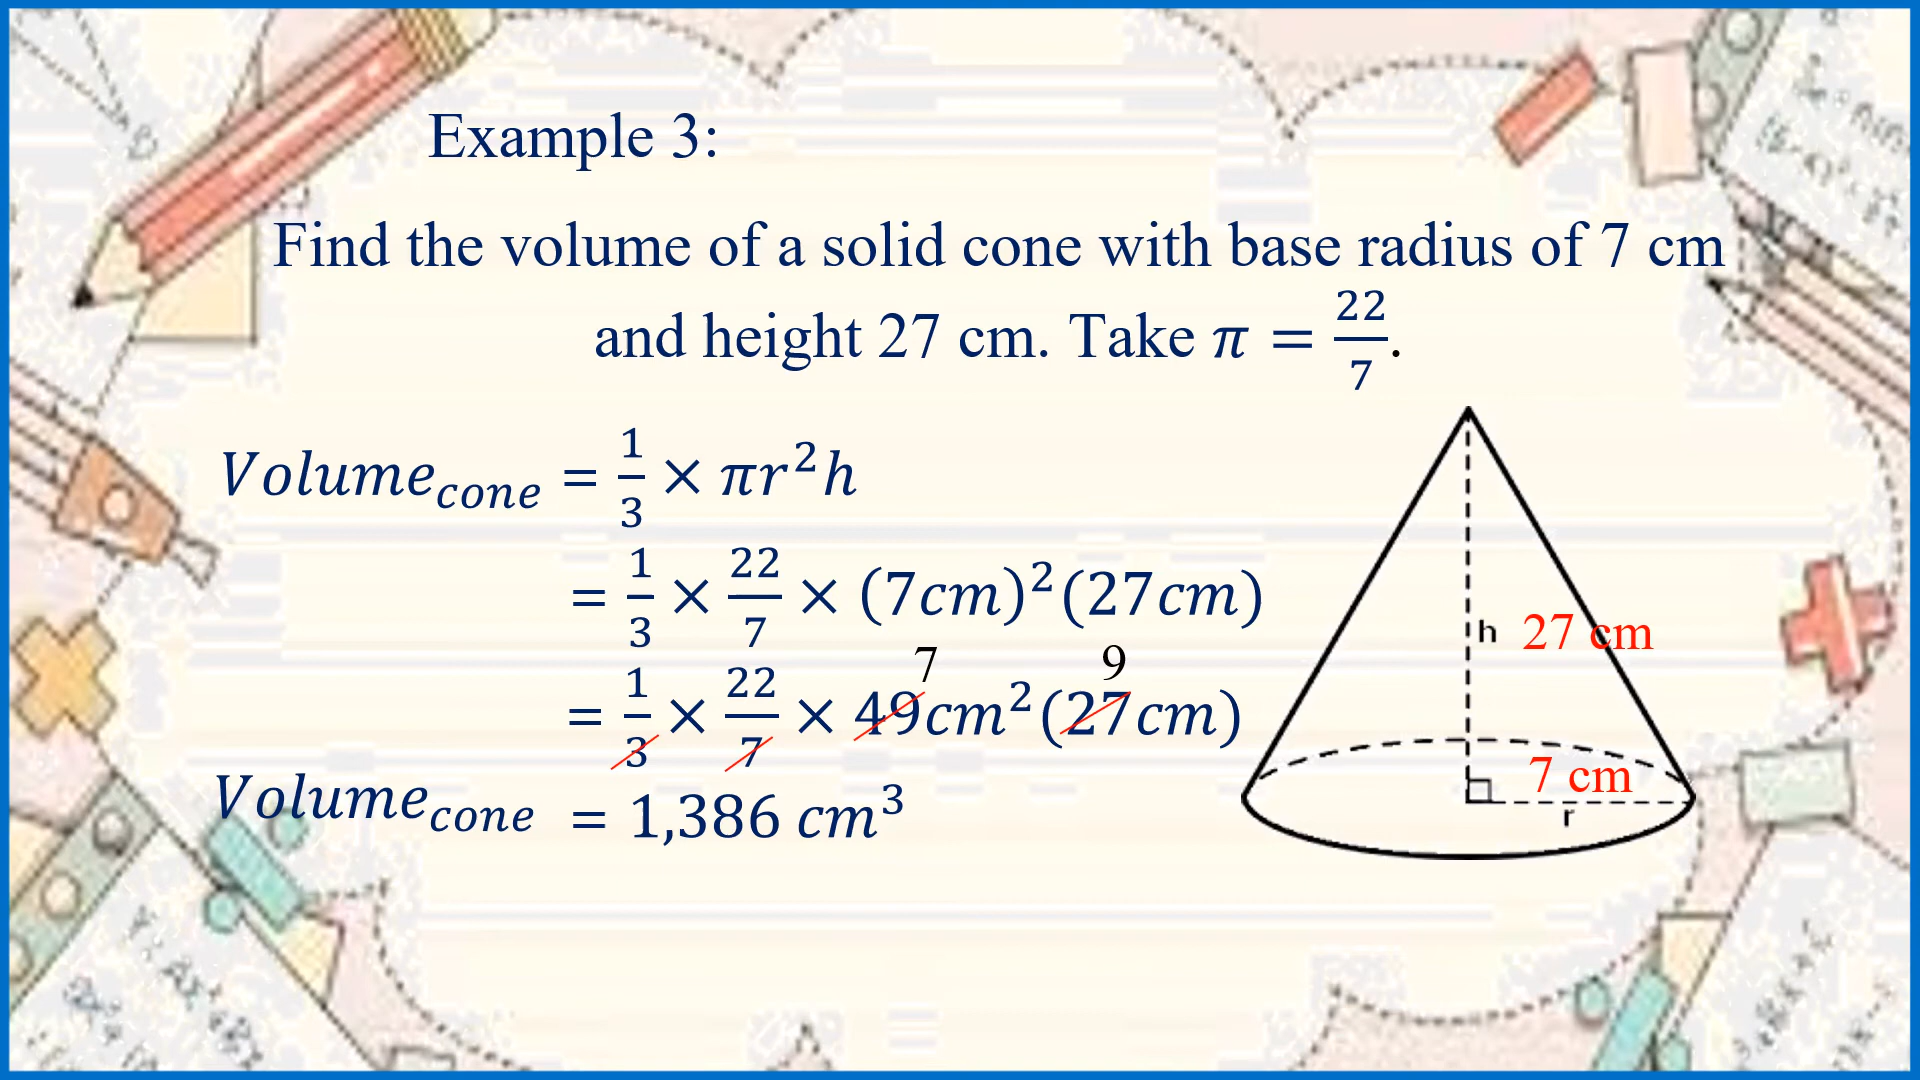 Example 3:
Find the volume of a solid cone with base radius of 7 cm
and height 27 cm. Take π = 22/7.
Volume_cone = 1/3 × πr²h
= 1/3 × 22/7 × (7cm)²(27cm)
7 9
= 1/3 × 22/7 × 49cm²(27cm)
Volume_cone = 1,386 cm³
h 27 cm
7 cm
r